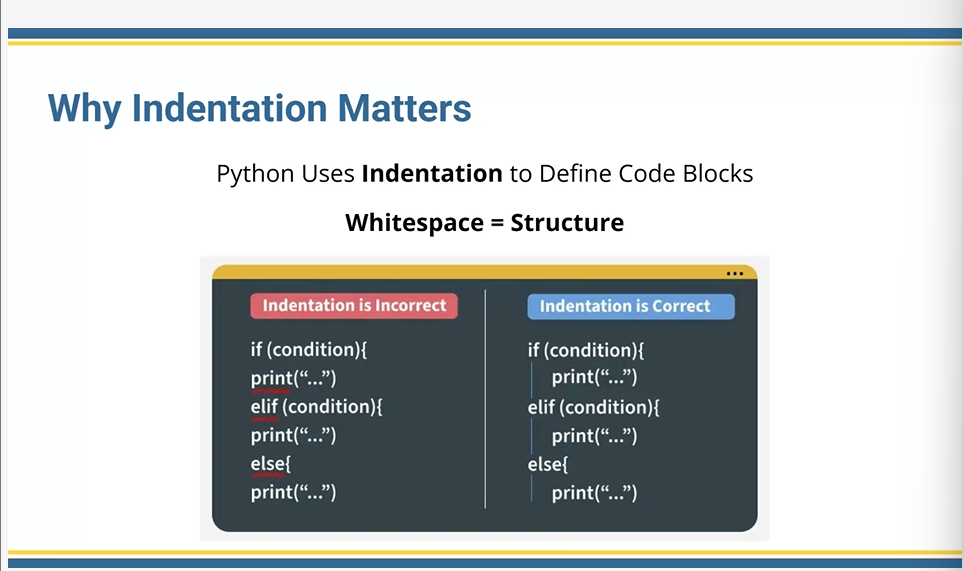 Why Indentation Matters
Python Uses Indentation to Define Code Blocks
Whitespace = Structure
Indentation is Incorrect
if (condition){
print(“...”)
elif (condition){
print(“...”)
else{
print(“...”)
Indentation is Correct
if (condition){
print(“...”)
elif (condition){
print(“...”)
else{
print(“...”)